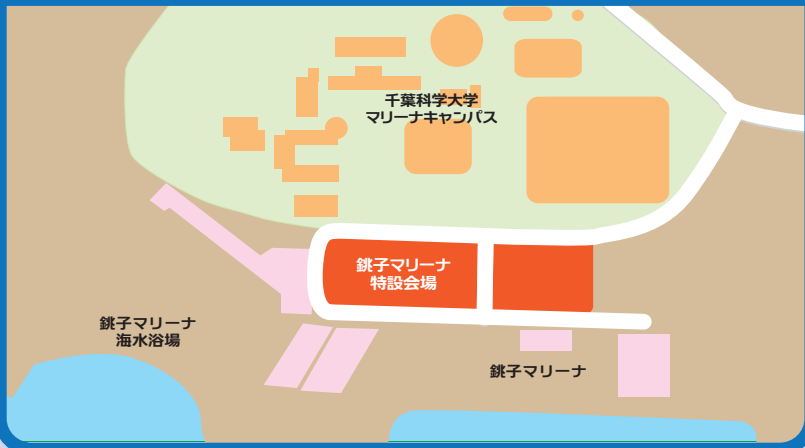 千葉科学大学
マリーナキャンパス
銚子マリーナ
特設会場
銚子マリーナ
海水浴場
銚子マリーナ